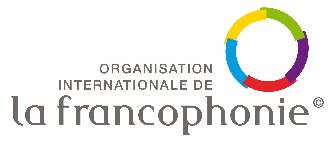 ORGANISATION
INTERNATIONALE DE
la francophonie©